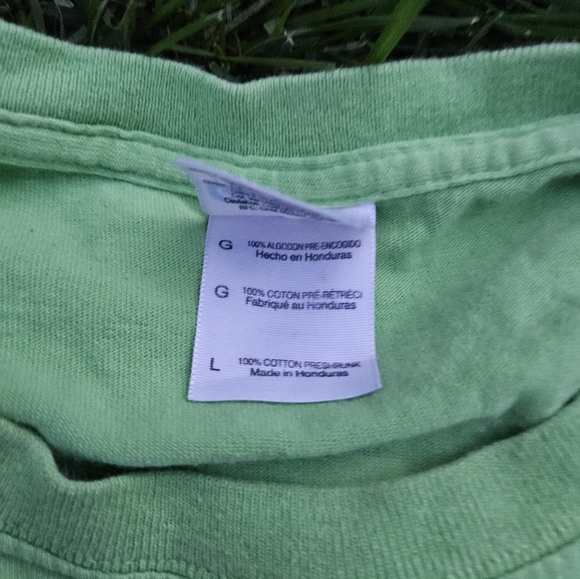 G 100% ALGODON PRE-ENCOGIDO
Hecho en Honduras
G 100% COTON PRÉ-RÉTRÉCI
Fabriqué au Honduras
L 100% COTTON PRESHRUNK
Made in Honduras